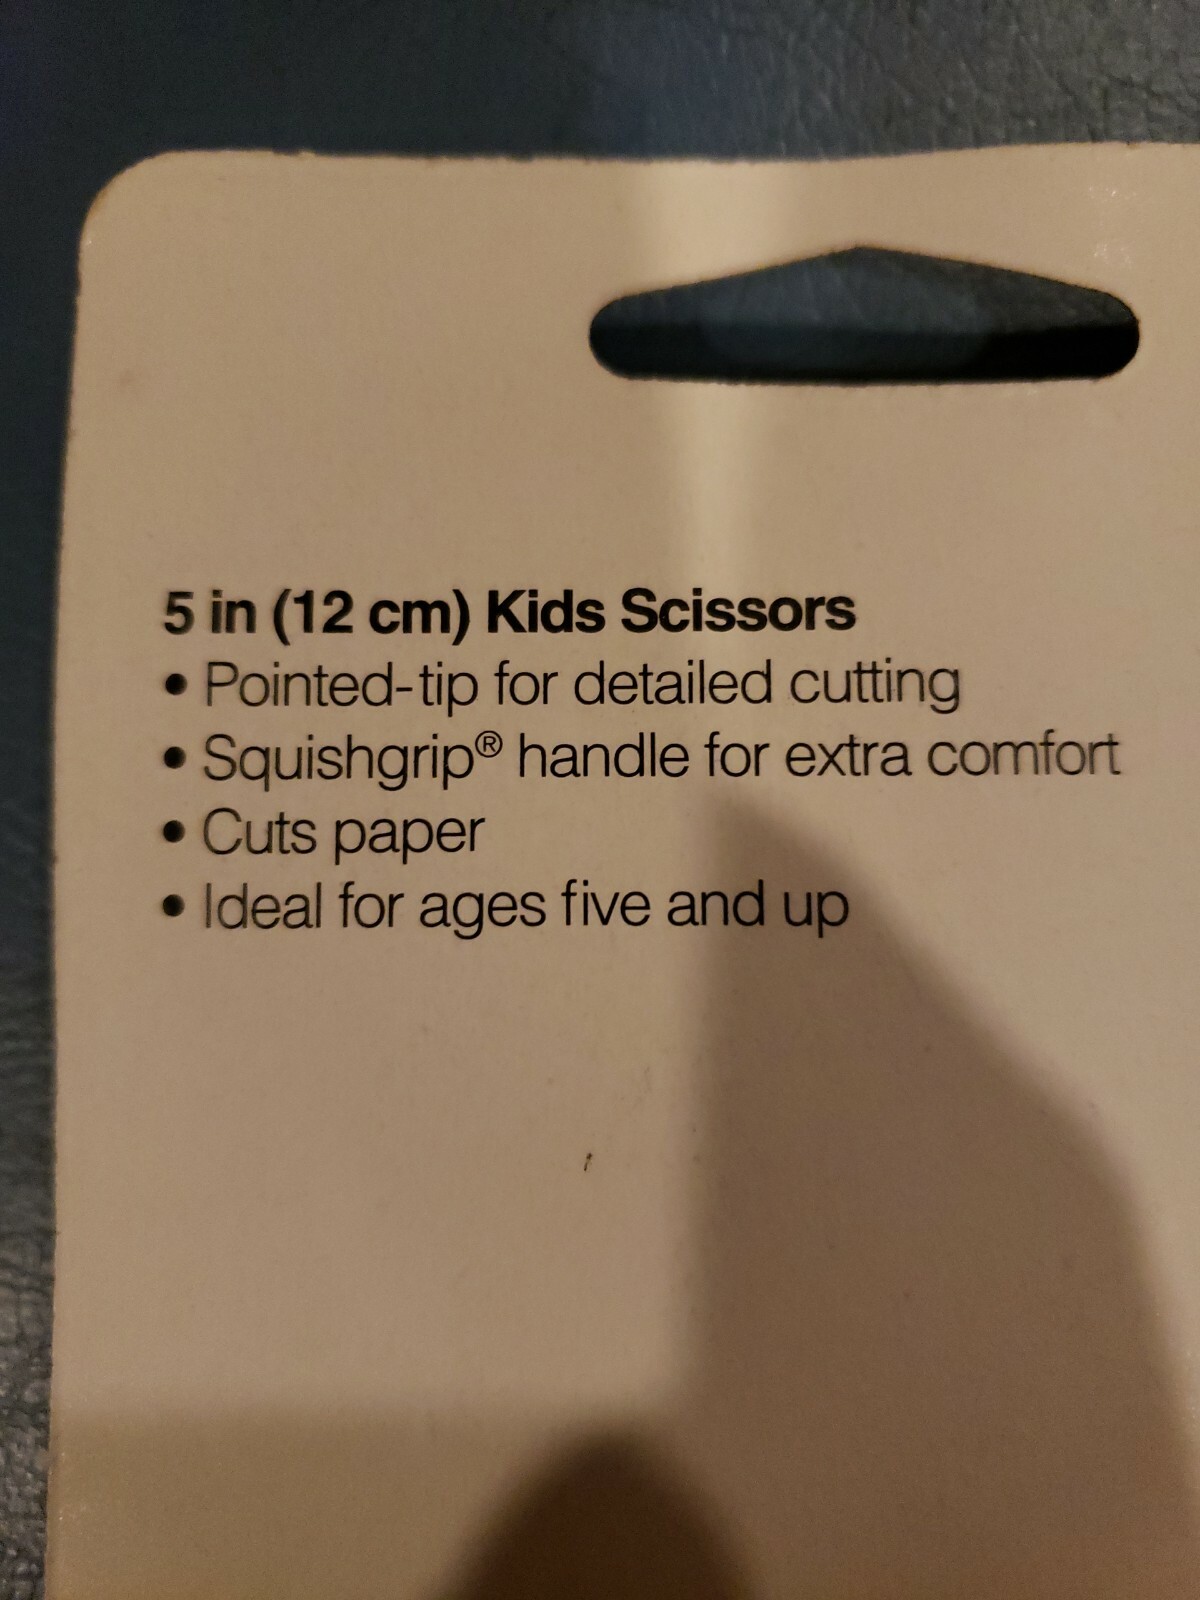 5 in (12 cm) Kids Scissors
• Pointed-tip for detailed cutting
• Squishgrip® handle for extra comfort
• Cuts paper
• Ideal for ages five and up